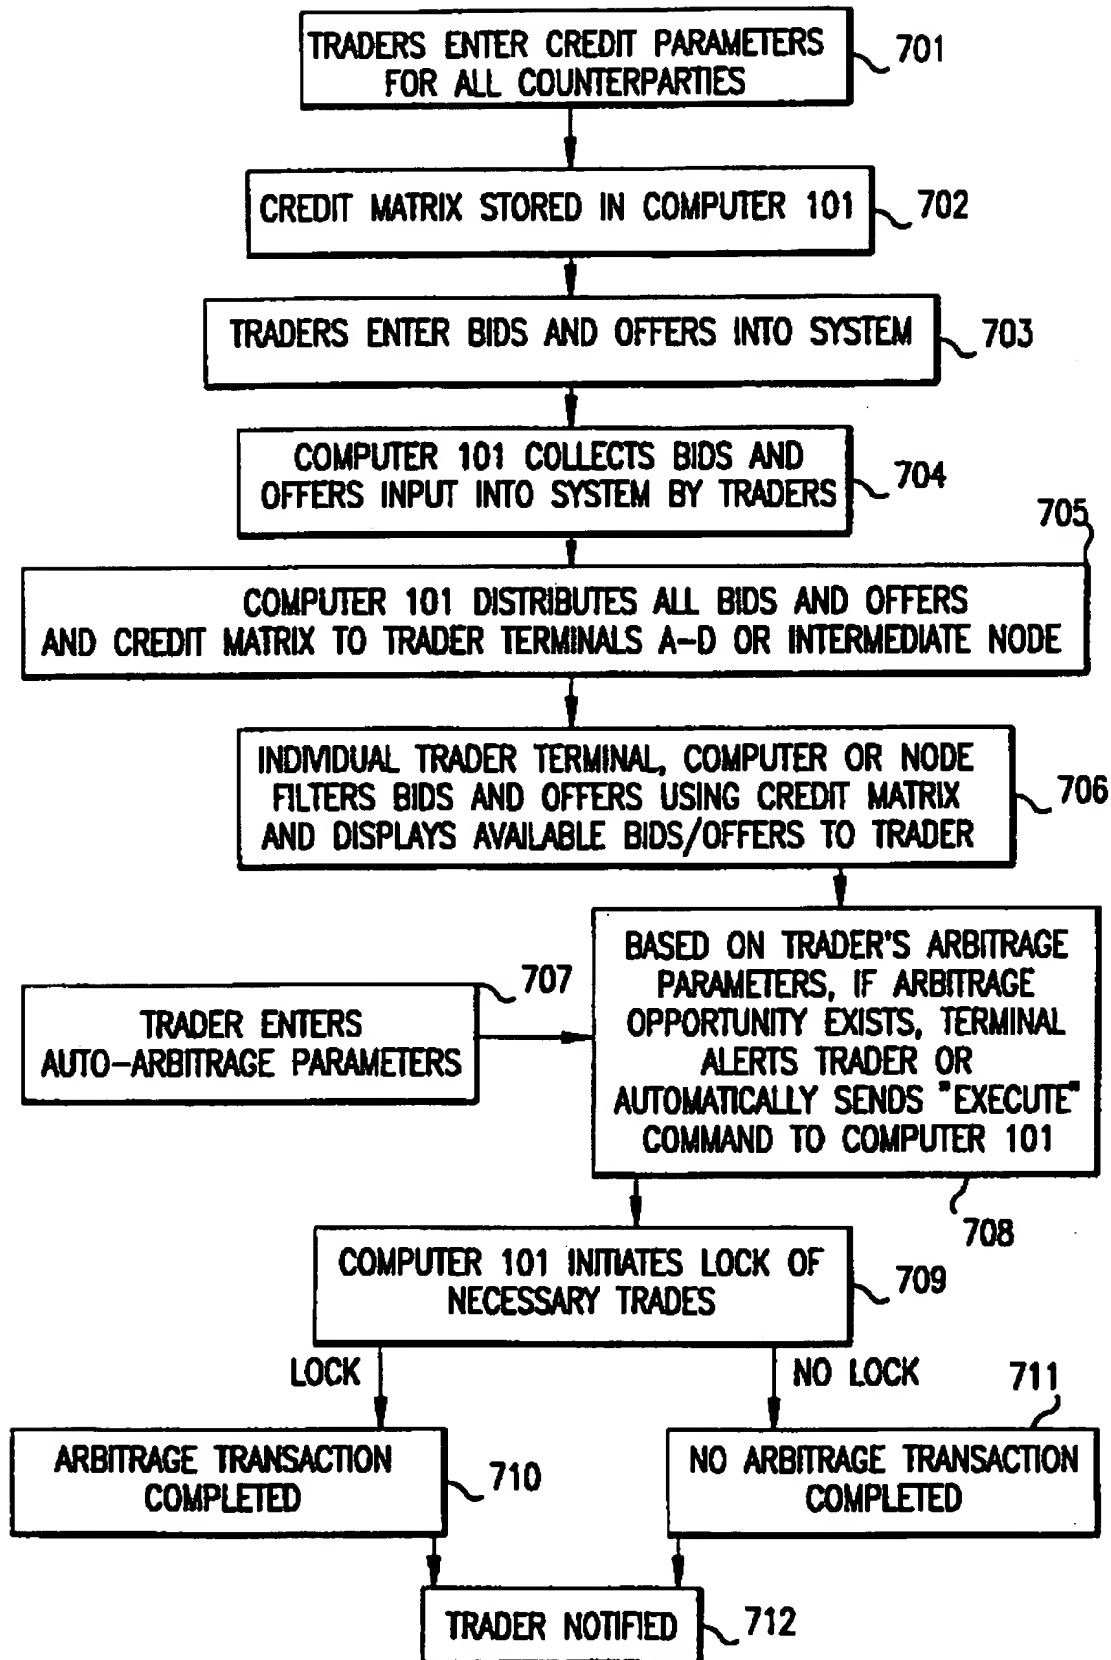 TRADERS ENTER CREDIT PARAMETERS
FOR ALL COUNTERPARTIES
701
CREDIT MATRIX STORED IN COMPUTER 101
702
TRADERS ENTER BIDS AND OFFERS INTO SYSTEM
703
COMPUTER 101 COLLECTS BIDS AND
OFFERS INPUT INTO SYSTEM BY TRADERS
704
705
COMPUTER 101 DISTRIBUTES ALL BIDS AND OFFERS
AND CREDIT MATRIX TO TRADER TERMINALS A-D OR INTERMEDIATE NODE
INDIVIDUAL TRADER TERMINAL, COMPUTER OR NODE
FILTERS BIDS AND OFFERS USING CREDIT MATRIX
AND DISPLAYS AVAILABLE BIDS/OFFERS TO TRADER
706
707
TRADER ENTERS
AUTO-ARBITRAGE PARAMETERS
BASED ON TRADER'S ARBITRAGE
PARAMETERS, IF ARBITRAGE
OPPORTUNITY EXISTS, TERMINAL
ALERTS TRADER OR
AUTOMATICALLY SENDS "EXECUTE"
COMMAND TO COMPUTER 101
708
COMPUTER 101 INITIATES LOCK OF
NECESSARY TRADES
709
LOCK
NO LOCK
711
ARBITRAGE TRANSACTION
COMPLETED
710
NO ARBITRAGE TRANSACTION
COMPLETED
TRADER NOTIFIED
712